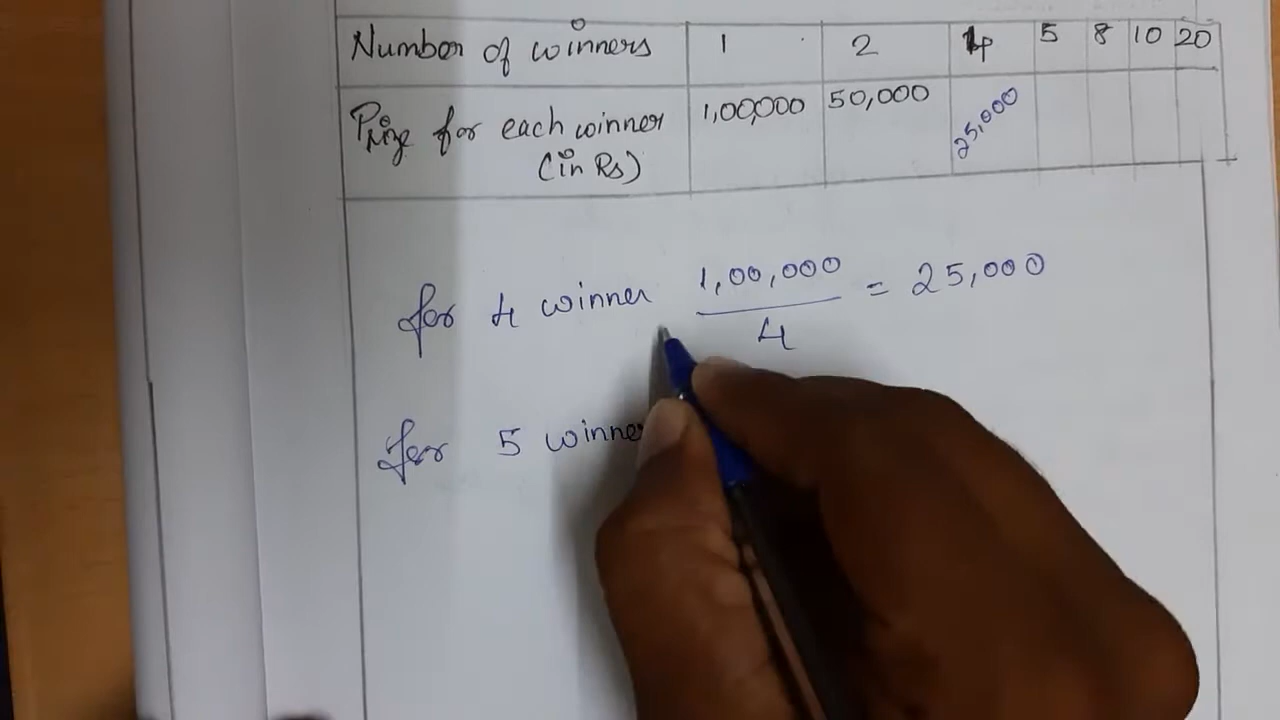 Number of winners 1 2 4 5 8 10 20
Prize for each winner 1,00,000 50,000 25,000
(in Rs)
for 4 winner 1,00,000 / 4 = 25,000
for 5 winner